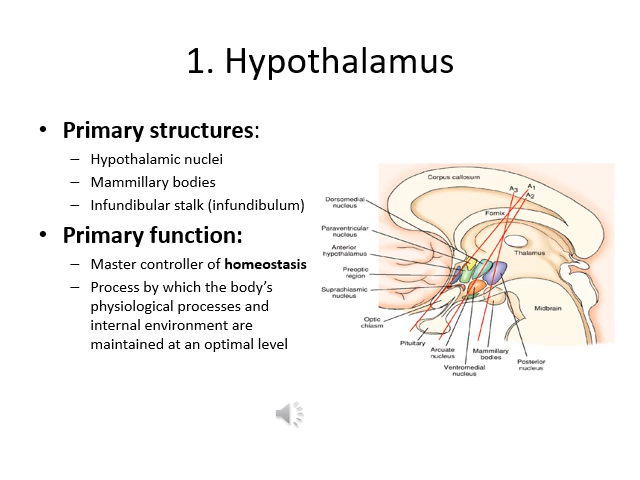 1. Hypothalamus
• Primary structures:
– Hypothalamic nuclei
– Mammillary bodies
– Infundibular stalk (infundibulum)
• Primary function:
– Master controller of homeostasis
– Process by which the body’s
physiological processes and
internal environment are
maintained at an optimal level
Corpus callosum
A3
A1
A2
Fornix
Thalamus
Midbrain
Dorsomedial
nucleus
Paraventricular
nucleus
Anterior
hypothalamus
Preoptic
region
Suprachiasmic
nucleus
Optic
chiasm
Pituitary
Arcuate
nucleus
Ventromedial
nucleus
Mammillary
bodies
Posterior
nucleus